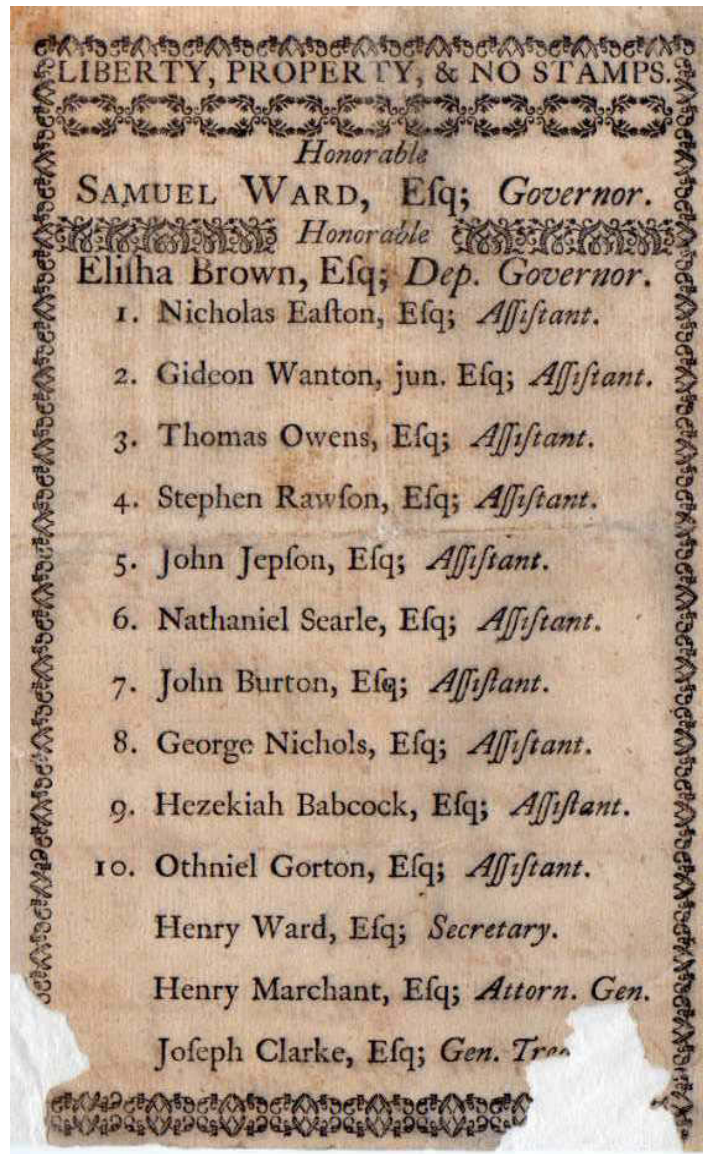 LIBERTY, PROPERTY, & NO STAMPS.
Honorable
SAMUEL WARD, Eſq; Governor.
Honorable
Eliſha Brown, Eſq; Dep. Governor.
1. Nicholas Eaſton, Eſq; Aſſiſtant.
2. Gideon Wanton, jun. Eſq; Aſſiſtant.
3. Thomas Owens, Eſq; Aſſiſtant.
4. Stephen Rawſon, Eſq; Aſſiſtant.
5. John Jepſon, Eſq; Aſſiſtant.
6. Nathaniel Searle, Eſq; Aſſiſtant.
7. John Burton, Eſq; Aſſiſtant.
8. George Nichols, Eſq; Aſſiſtant.
9. Hezekiah Babcock, Eſq; Aſſiſtant.
10. Othniel Gorton, Eſq; Aſſiſtant.
Henry Ward, Eſq; Secretary.
Henry Marchant, Eſq; Attorn. Gen.
Joſeph Clarke, Eſq; Gen.